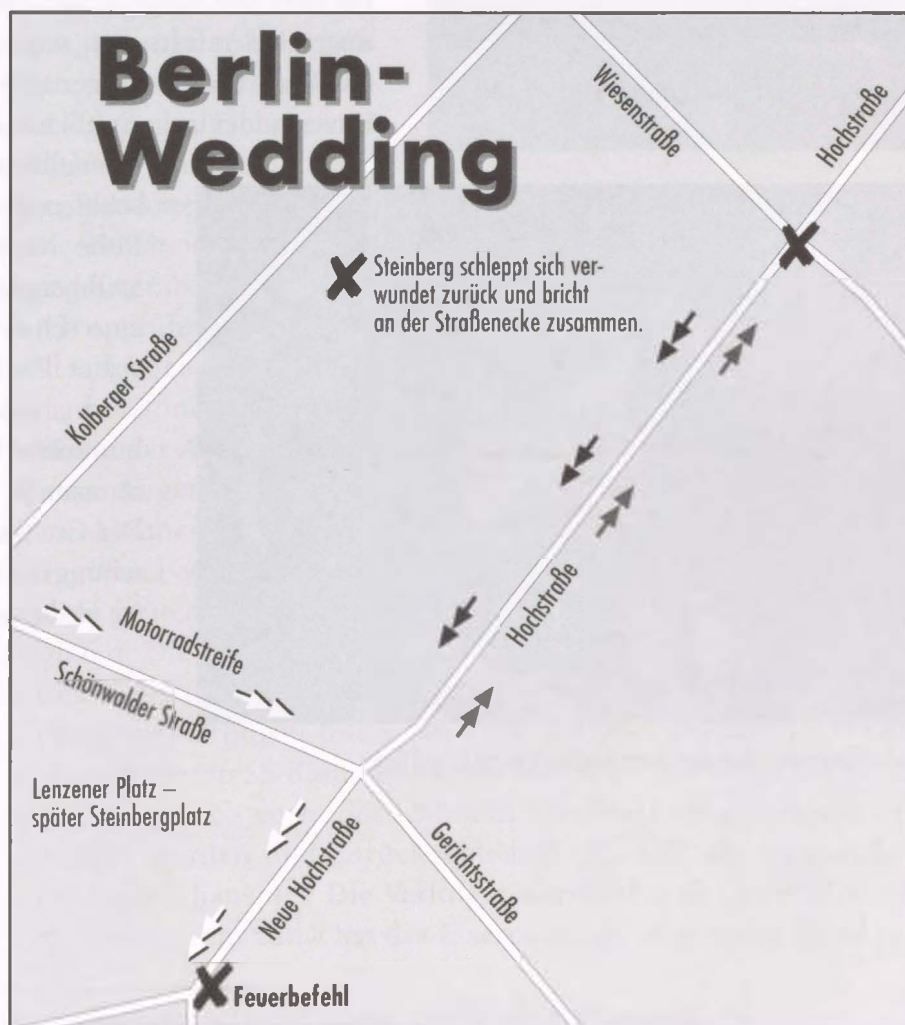 Berlin-
Wedding
Wiesenstraße
Hochstraße
Steinberg schleppt sich ver-
wundet zurück und bricht
an der Straßenecke zusammen.
Kolberger Straße
Hochstraße
Motorradstreife
Schönwalder Straße
Lenzener Platz –
später Steinbergplatz
Neue Hochstraße
Gerichtsstraße
Feuerbefehl